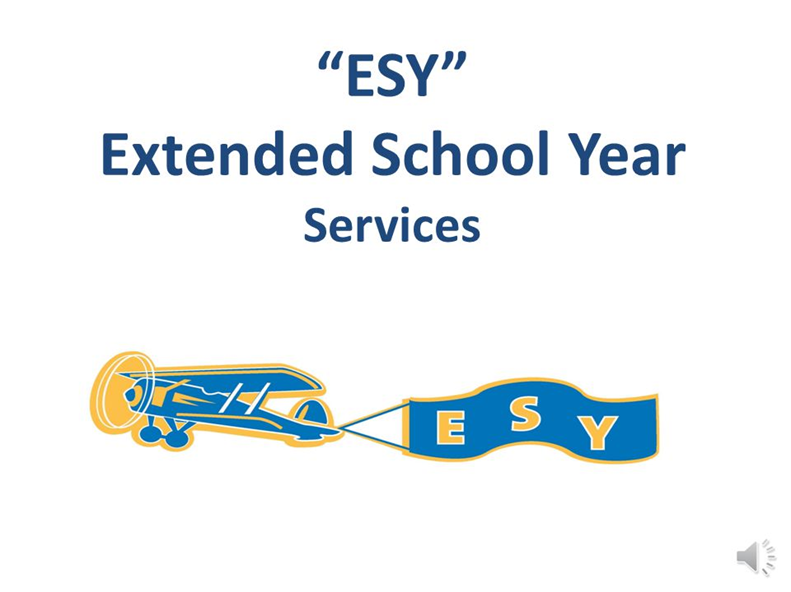 “ESY”
Extended School Year
Services
E S Y